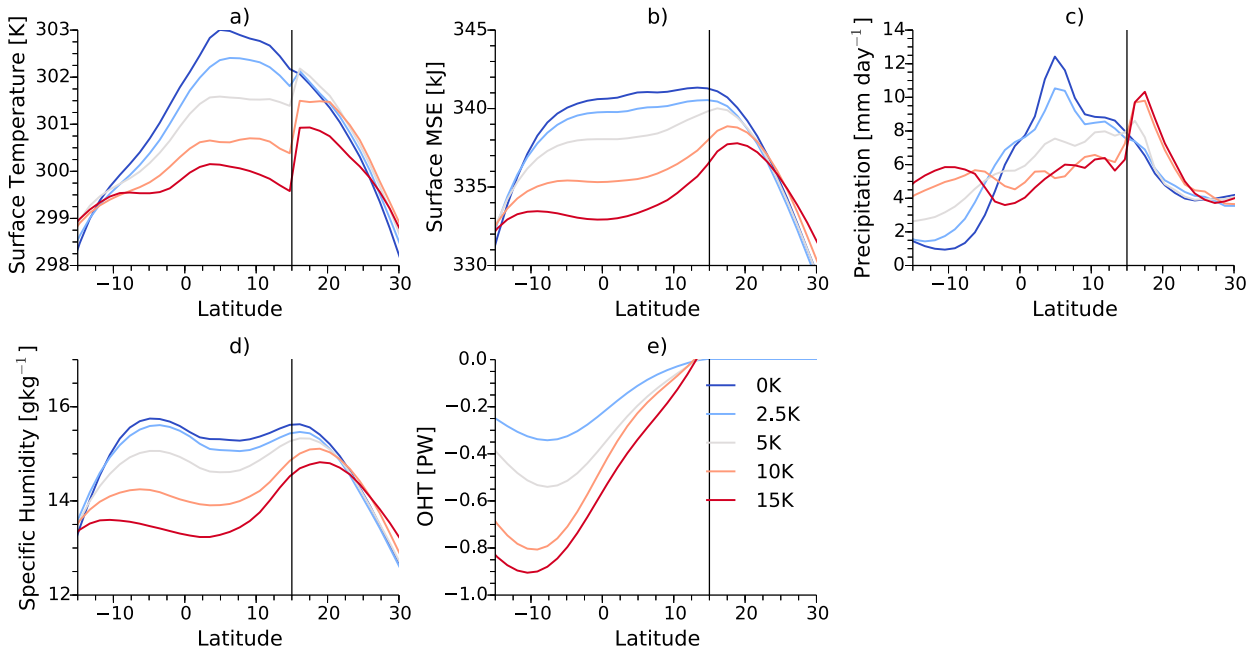 a)
Surface Temperature [K]
303
302
301
300
299
298
−10 0 10 20 30
Latitude
b)
Surface MSE [kJ]
345
340
335
330
−10 0 10 20 30
Latitude
c)
Precipitation [mm day⁻¹]
14
12
10
8
6
4
2
0
−10 0 10 20 30
Latitude
d)
Specific Humidity [gkg⁻¹]
16
14
12
−10 0 10 20 30
Latitude
e)
OHT [PW]
0.0
−0.2
−0.4
−0.6
−0.8
−1.0
−10 0 10 20 30
Latitude
0K
2.5K
5K
10K
15K